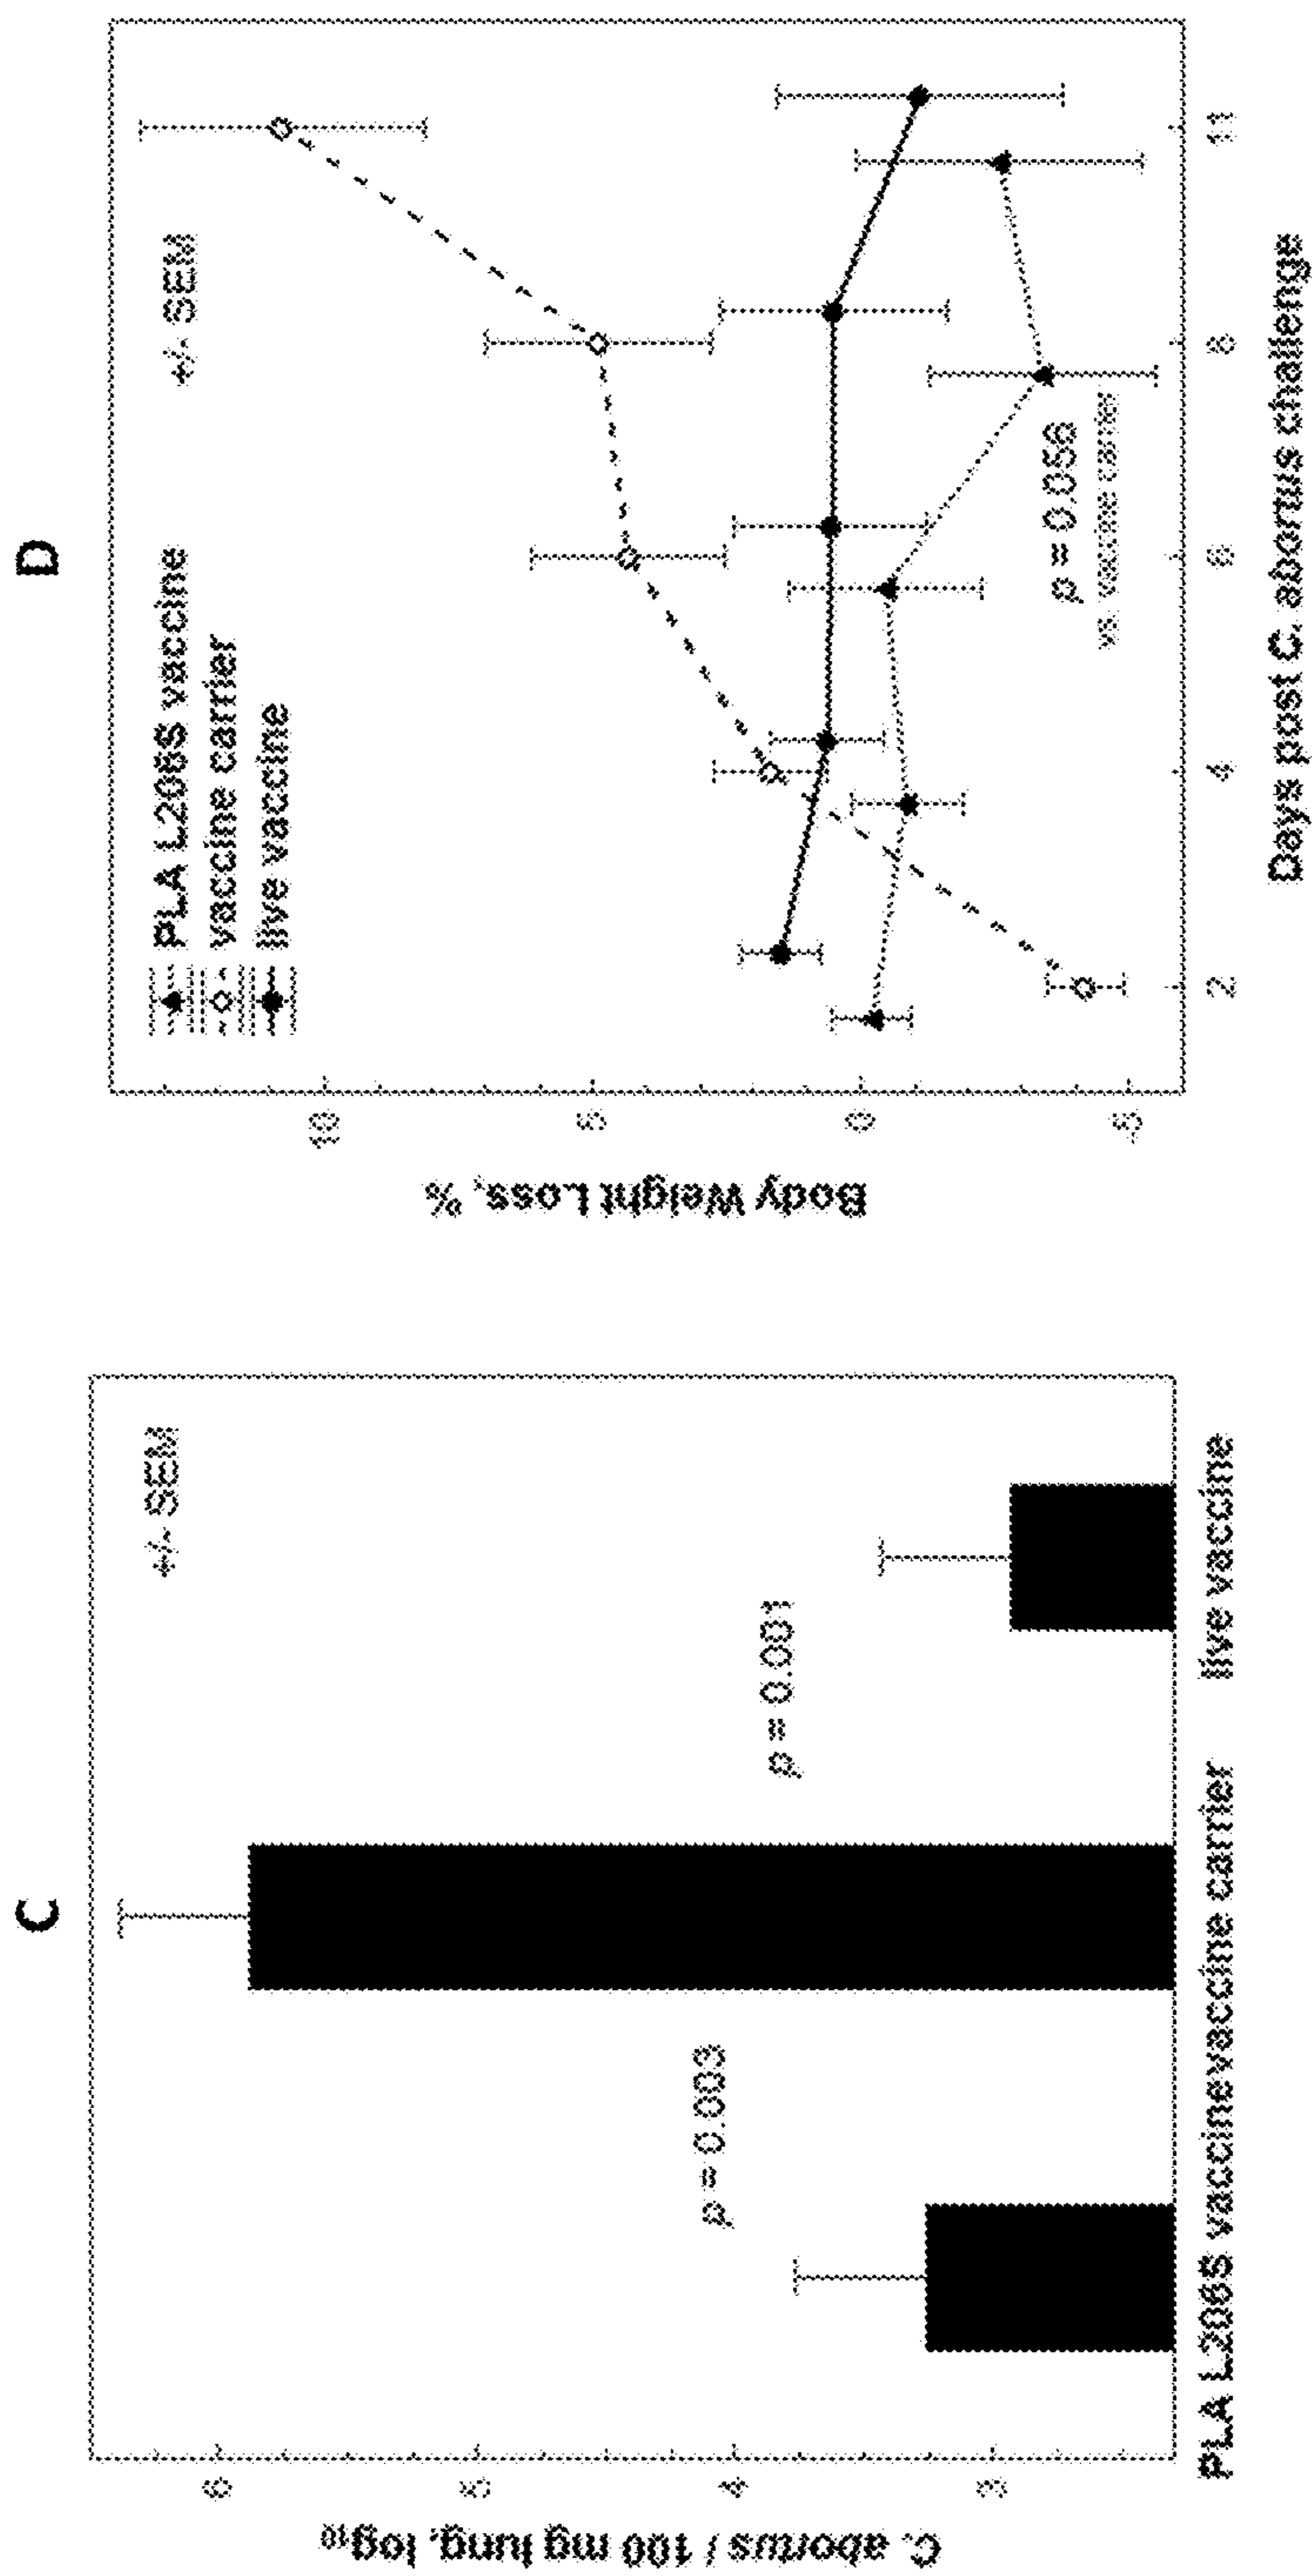 C
+/- SEM
p = 0.003
p = 0.001
6
5
4
3
C. abortus / 100 mg lung, log10
PLA L206S vaccine
vaccine carrier
live vaccine
D
PLA L206S vaccine
vaccine carrier
live vaccine
+/- SEM
10
5
0
-5
Body Weight Loss, %
p = 0.056
vs. vaccine carrier
2
4
6
8
11
Days post C. abortus challenge